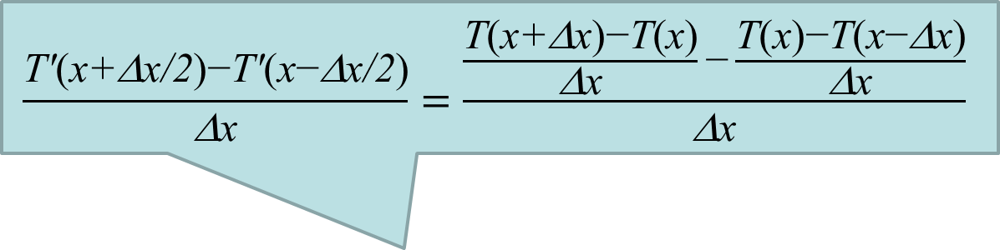 T′(x+Δx/2)−T′(x−Δx/2) / Δx = (T(x+Δx)−T(x) / Δx − T(x)−T(x−Δx) / Δx) / Δx